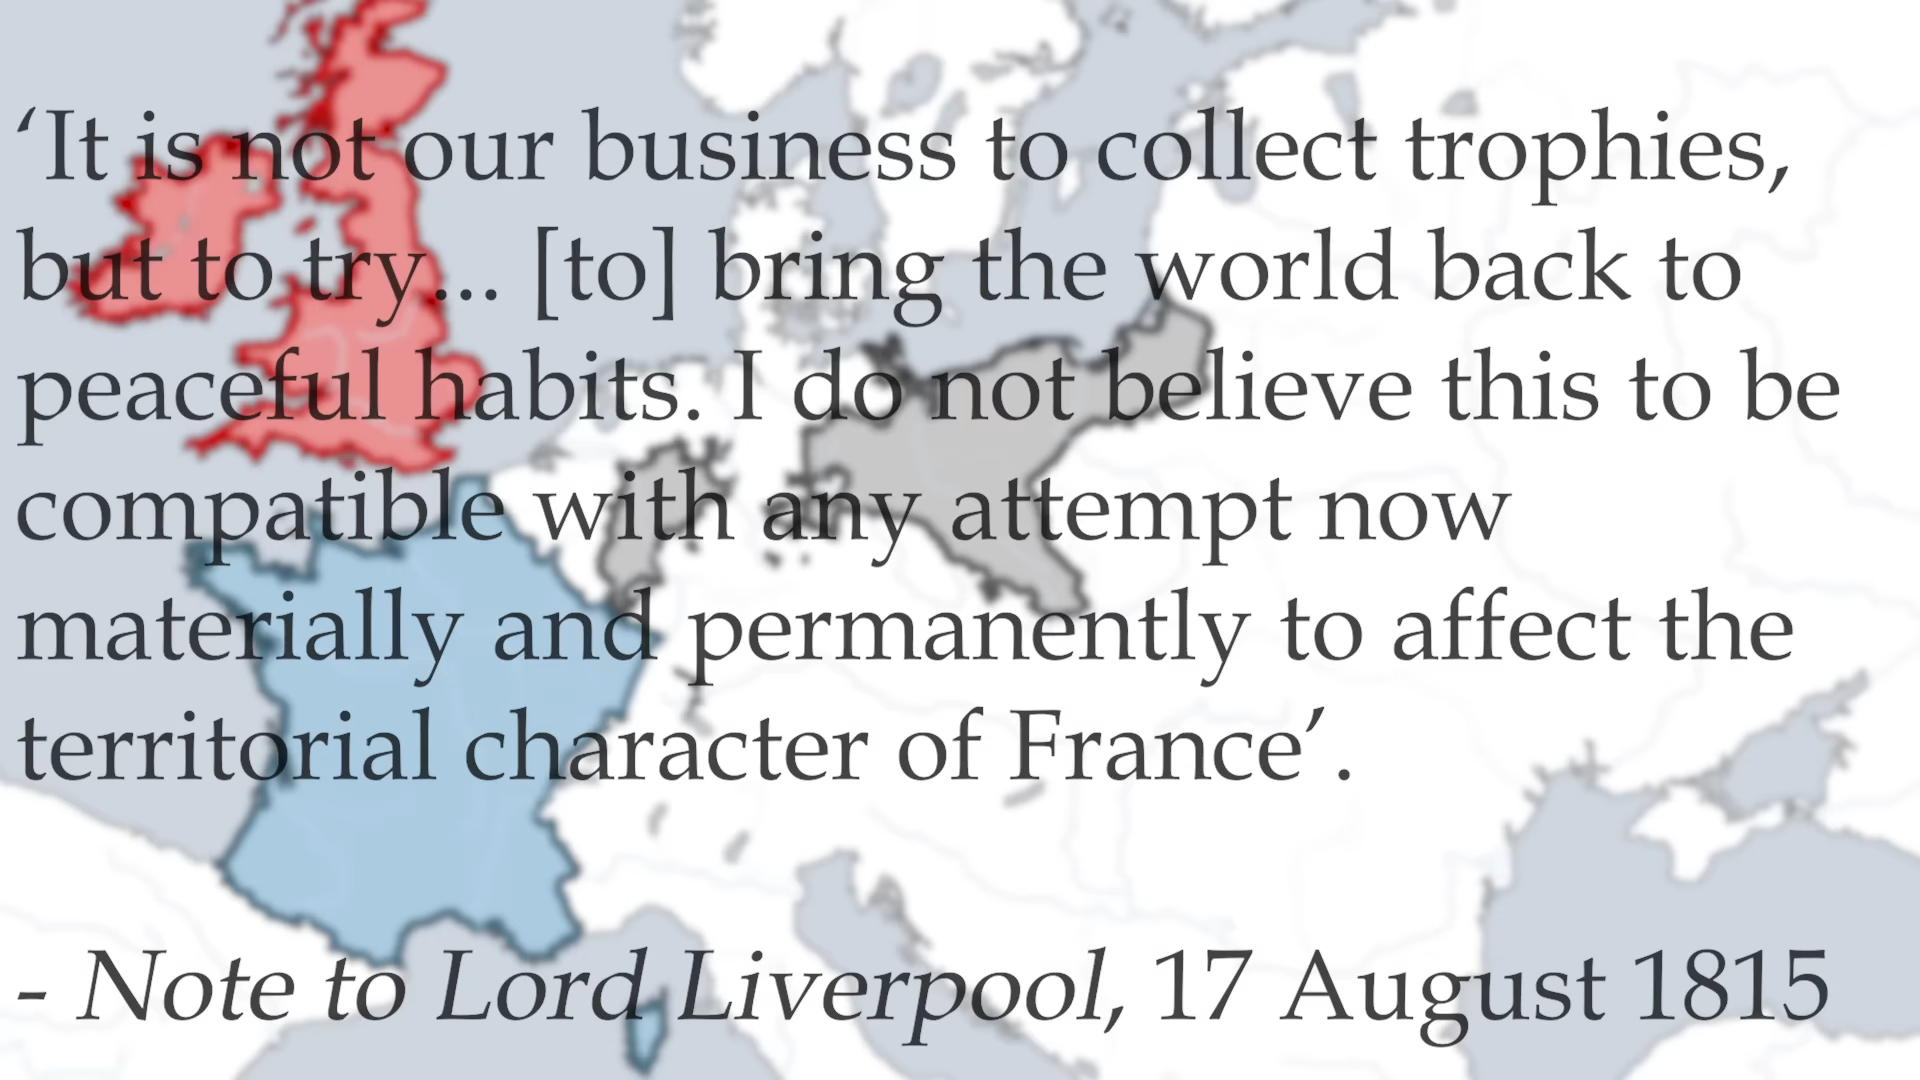 ‘It is not our business to collect trophies,
but to try... [to] bring the world back to
peaceful habits. I do not believe this to be
compatible with any attempt now
materially and permanently to affect the
territorial character of France’.
- Note to Lord Liverpool, 17 August 1815